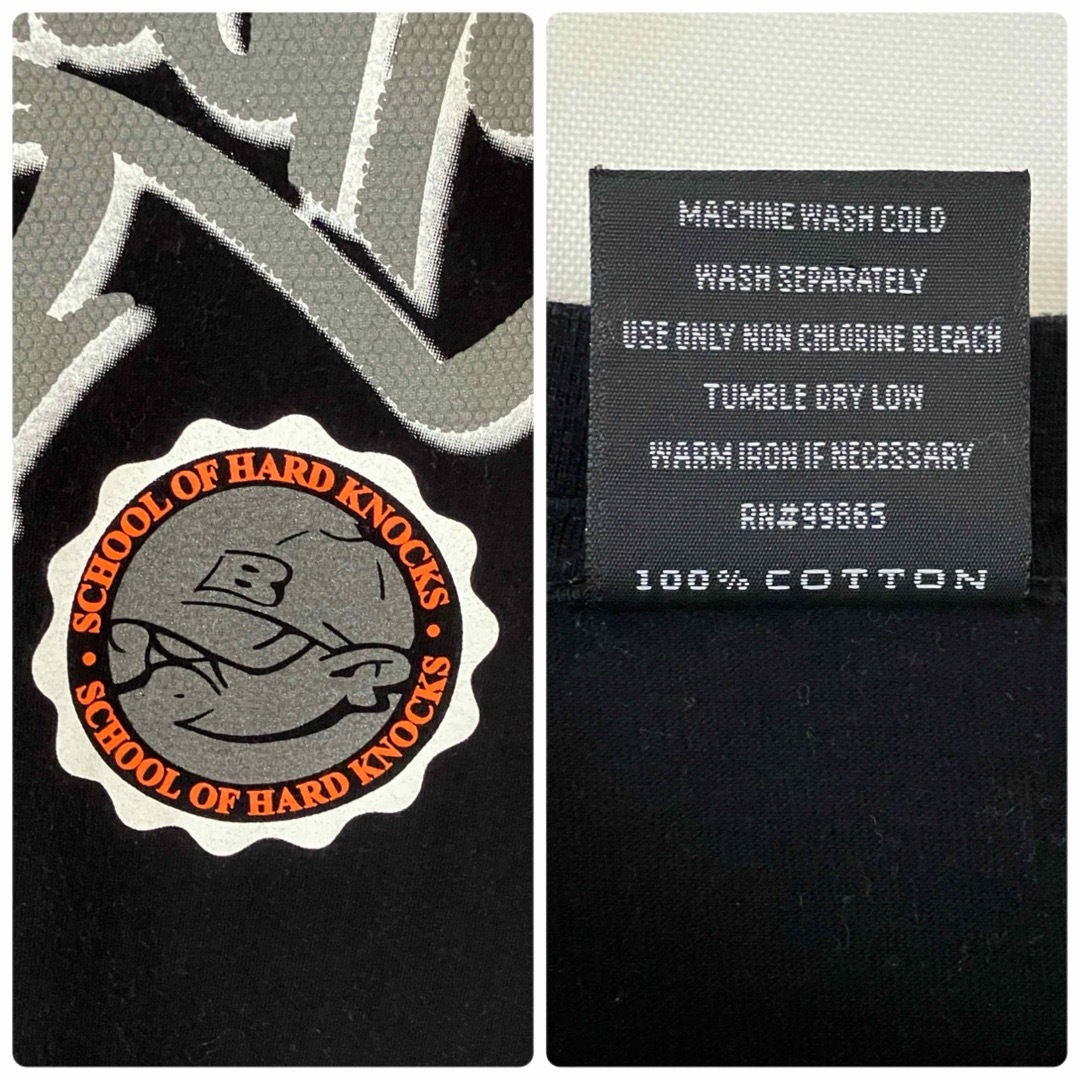 SCHOOL OF HARD KNOCKS
B
• SCHOOL OF HARD KNOCKS •
MACHINE WASH COLD
WASH SEPARATELY
USE ONLY NON CHLORINE BLEACH
TUMBLE DRY LOW
WARM IRON IF NECESSARY
RN#99865
100% COTTON